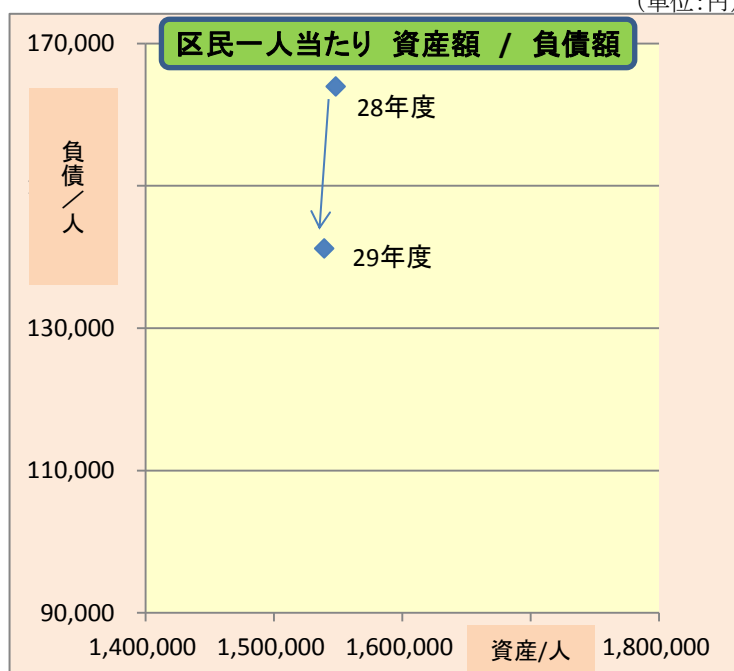 (単位:円)
区民一人当たり 資産額 / 負債額
170,000
28年度
負債/人
29年度
130,000
110,000
90,000
1,400,000 1,500,000 1,600,000 資産/人 1,800,000